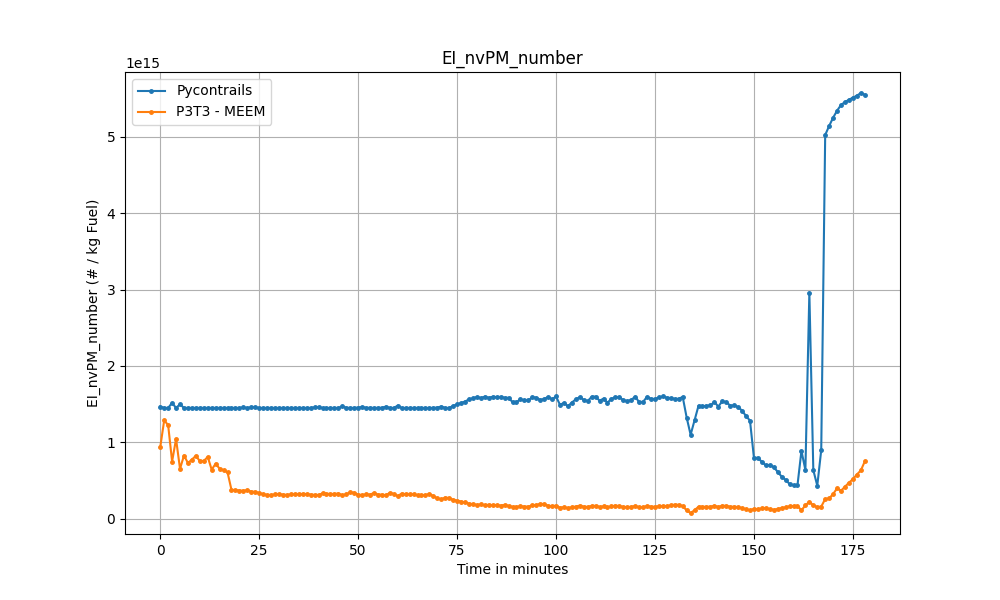 EI_nvPM_number
1e15
Pycontrails
P3T3 - MEEM
EI_nvPM_number (# / kg Fuel)
5
4
3
2
1
0
0 25 50 75 100 125 150 175
Time in minutes